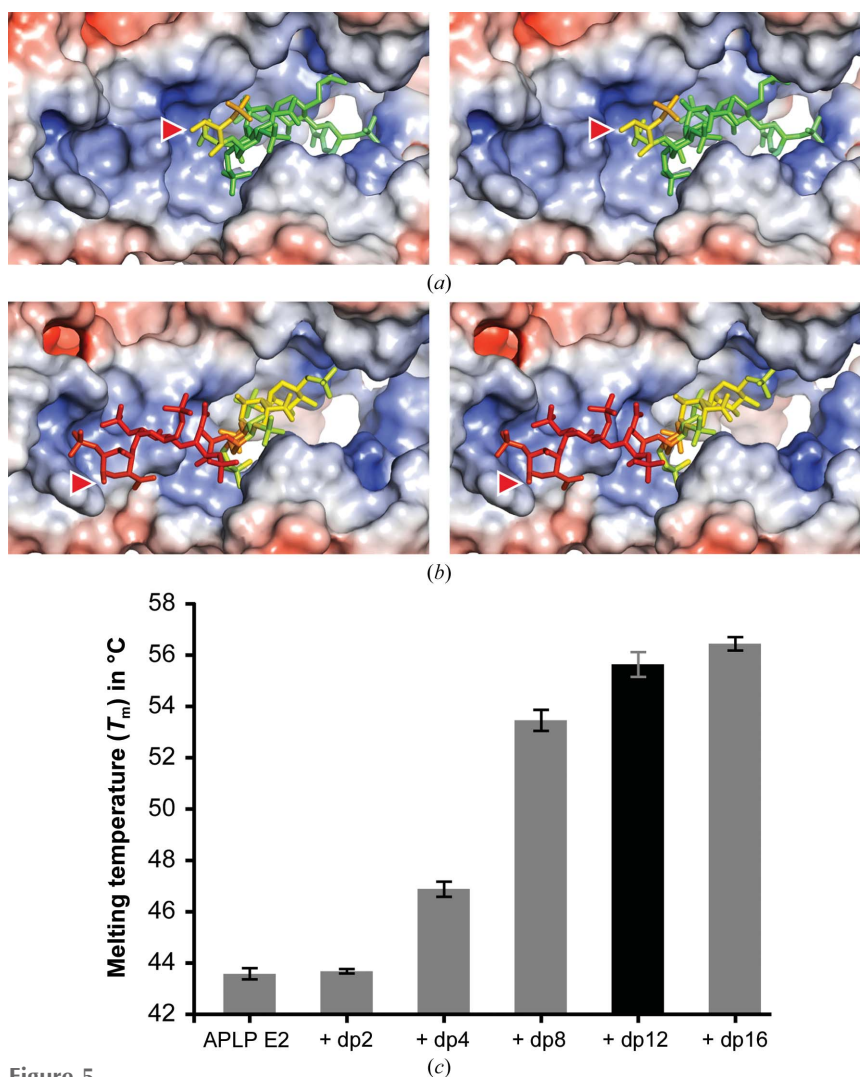 (a)
(b)
58
56
54
52
50
48
46
44
42
Melting temperature (Tm) in °C
APLP E2 + dp2 + dp4 + dp8 + dp12 + dp16
(c)
Figure 5